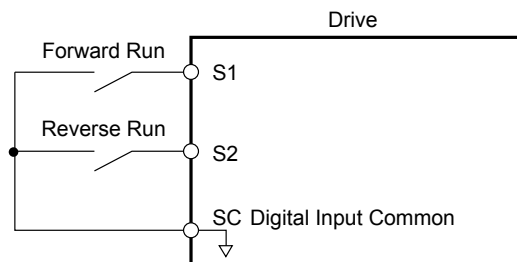 Drive
Forward Run
S1
Reverse Run
S2
SC Digital Input Common